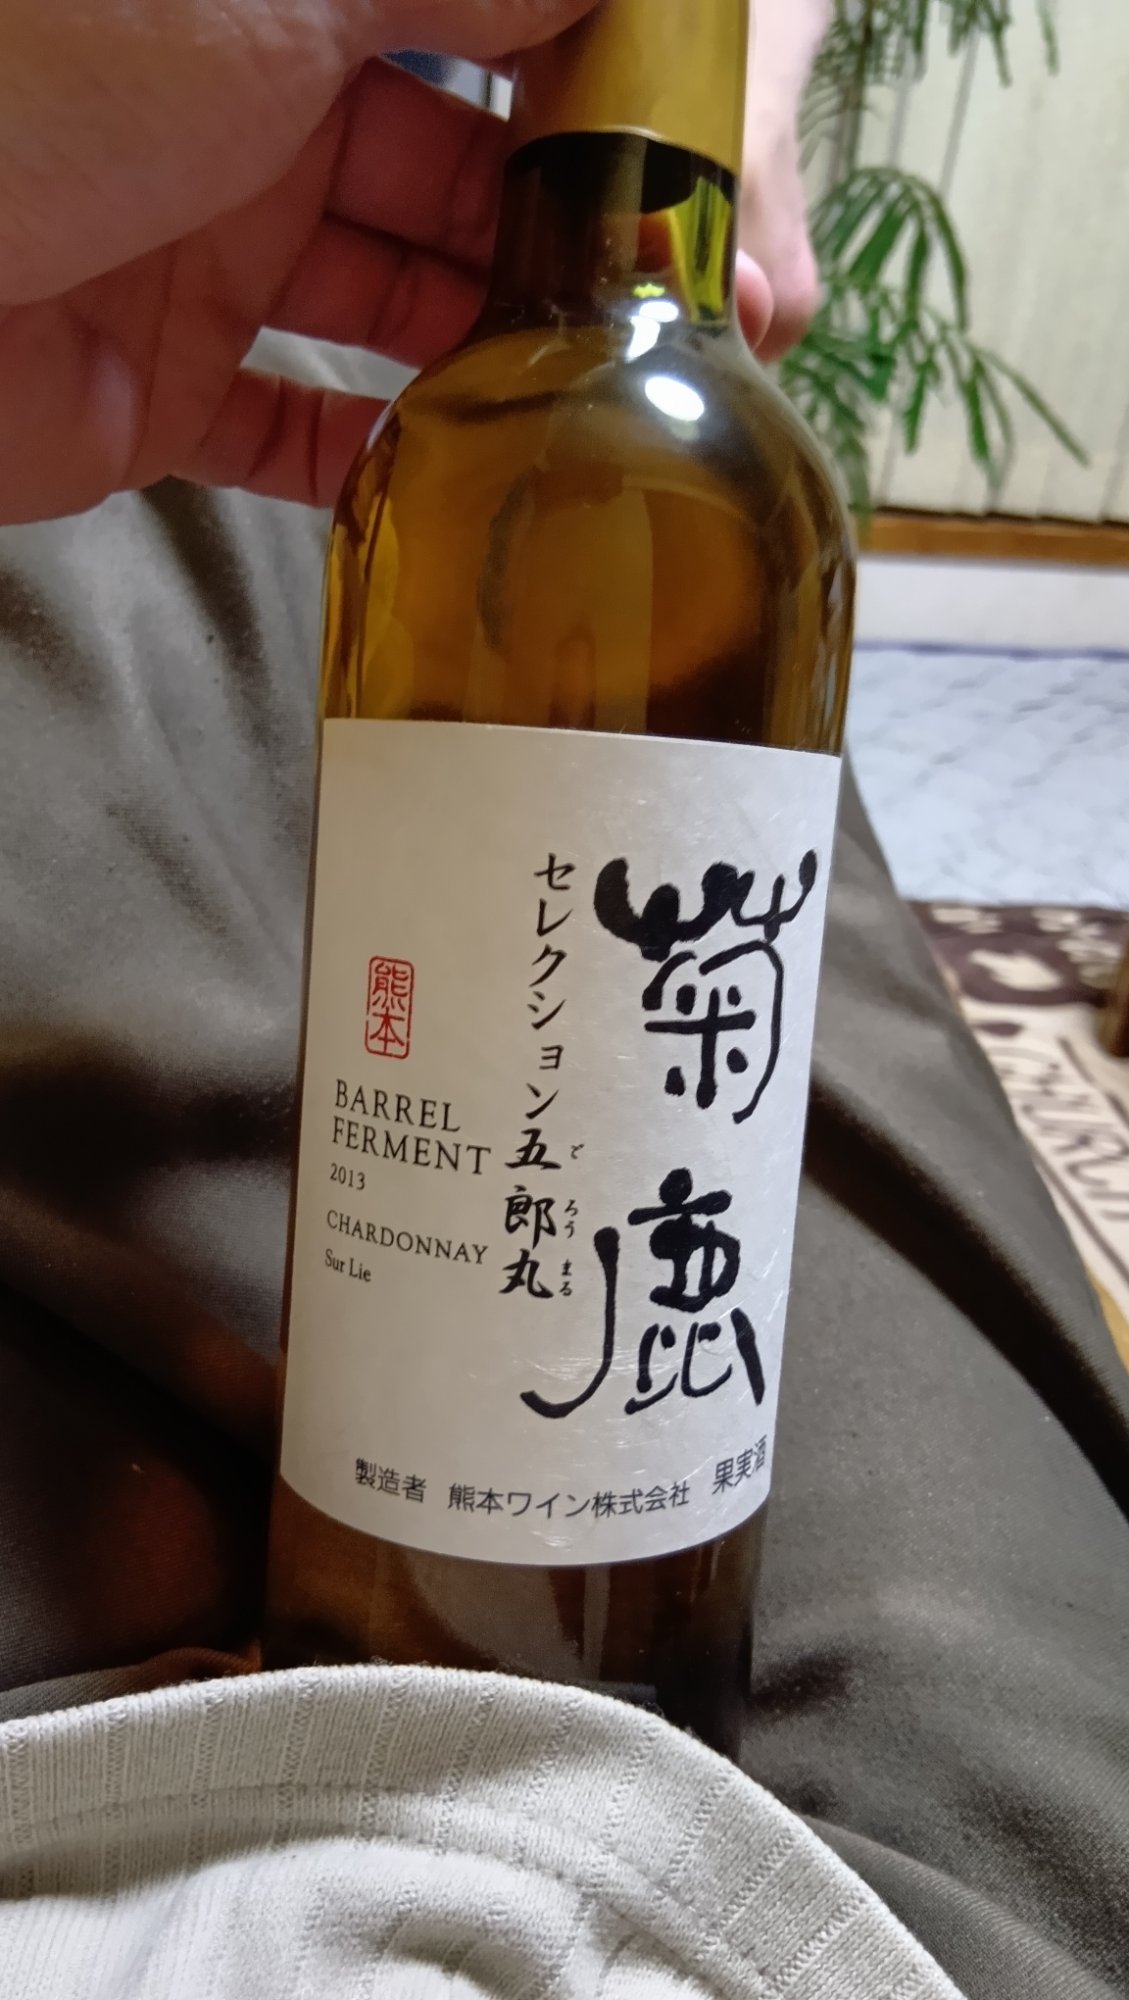 菊鹿
セレクション五郎丸
ごろうまる
熊本
BARREL
FERMENT
2013
CHARDONNAY
Sur Lie
製造者 熊本ワイン株式会社 果実酒